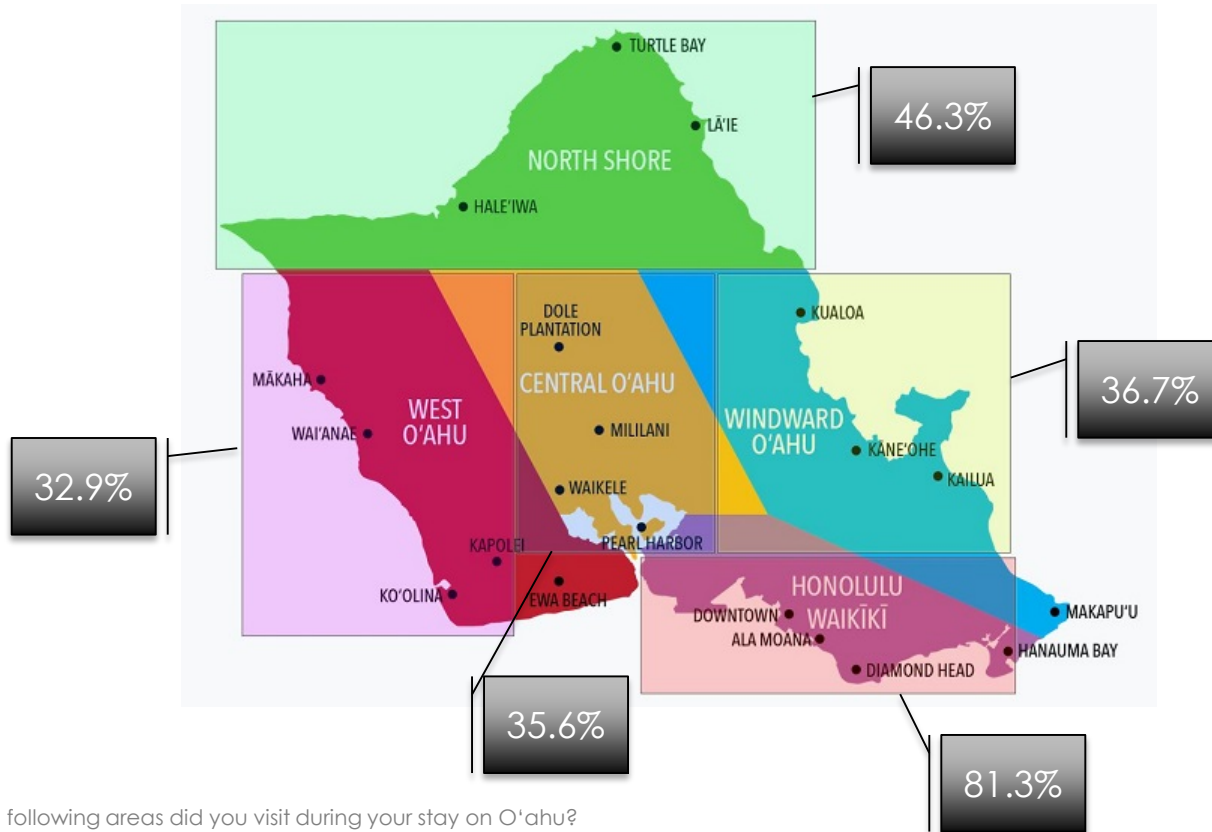 TURTLE BAY
46.3%
LĀ'IE
NORTH SHORE
HALE'IWA
KUALOA
DOLE
PLANTATION
36.7%
MĀKAHA
CENTRAL O'AHU
WEST
O'AHU
WINDWARD
O'AHU
WAI'ANAE
MILILANI
KĀNE'OHE
KAILUA
32.9%
WAIKELE
PEARL HARBOR
KAPOLEI
EWA BEACH
KO'OLINA
HONOLULU
WAIKĪKĪ
DOWNTOWN
ALA MOANA
MAKAPU'U
HANAUMA BAY
DIAMOND HEAD
35.6%
81.3%
following areas did you visit during your stay on O‘ahu?